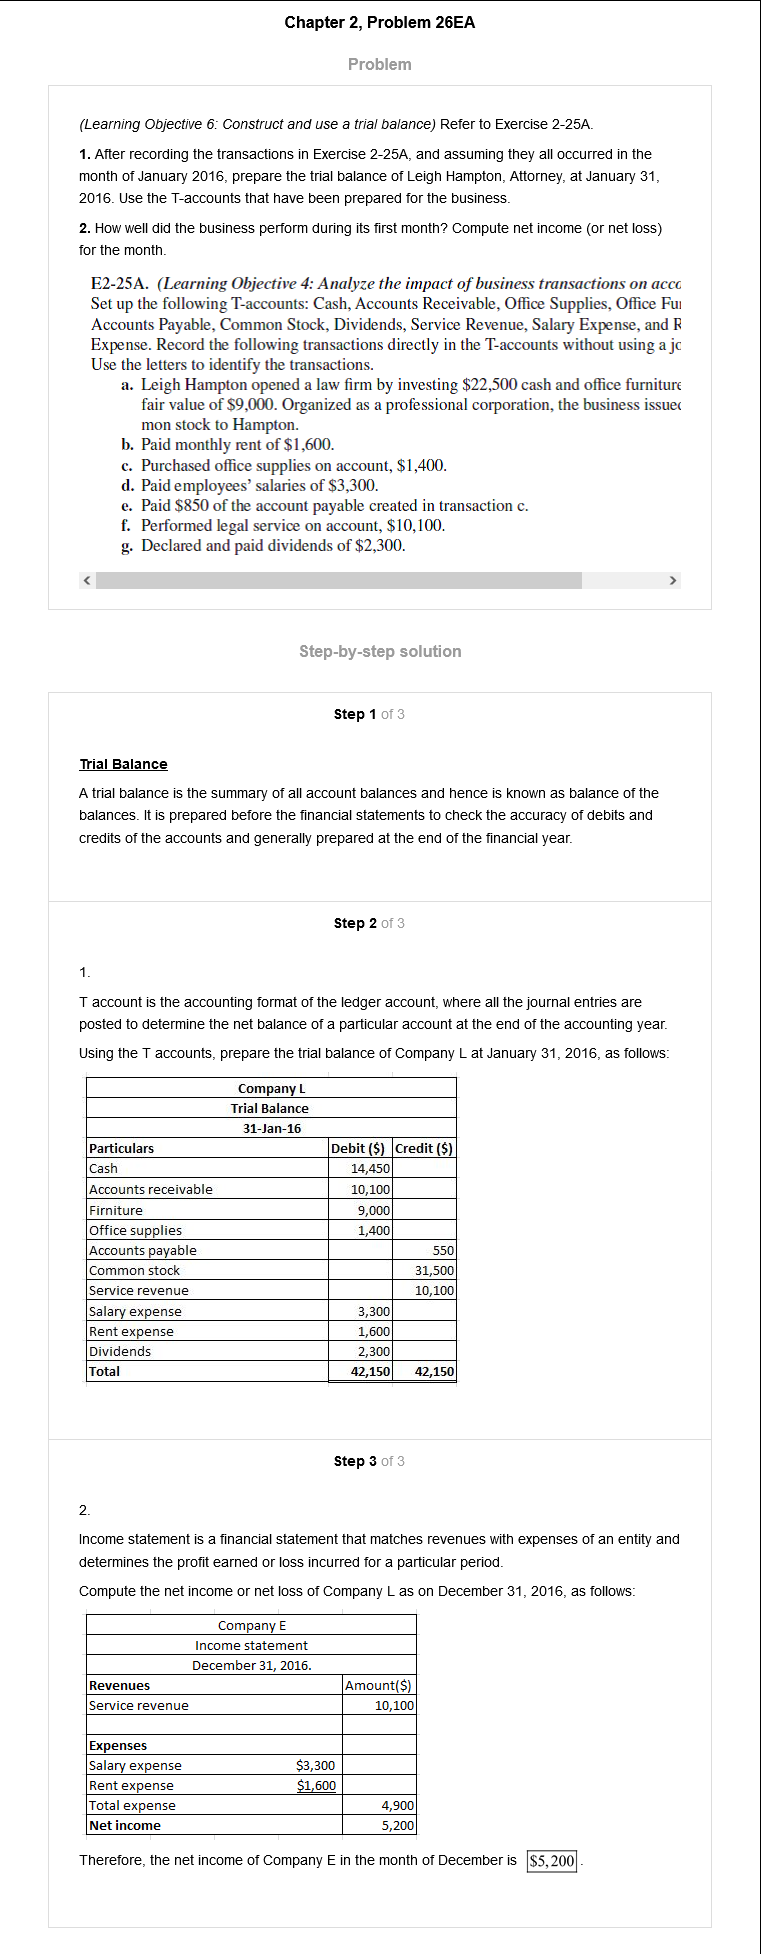 Chapter 2, Problem 26EA
Problem
(Learning Objective 6: Construct and use a trial balance) Refer to Exercise 2-25A.
1. After recording the transactions in Exercise 2-25A, and assuming they all occurred in the
month of January 2016, prepare the trial balance of Leigh Hampton, Attorney, at January 31,
2016. Use the T-accounts that have been prepared for the business.
2. How well did the business perform during its first month? Compute net income (or net loss)
for the month.
E2-25A. (Learning Objective 4: Analyze the impact of business transactions on acco
Set up the following T-accounts: Cash, Accounts Receivable, Office Supplies, Office Fu
Accounts Payable, Common Stock, Dividends, Service Revenue, Salary Expense, and R
Expense. Record the following transactions directly in the T-accounts without using a jo
Use the letters to identify the transactions.
a. Leigh Hampton opened a law firm by investing $22,500 cash and office furniture
fair value of $9,000. Organized as a professional corporation, the business issued
mon stock to Hampton.
b. Paid monthly rent of $1,600.
c. Purchased office supplies on account, $1,400.
d. Paid employees' salaries of $3,300.
e. Paid $850 of the account payable created in transaction c.
f. Performed legal service on account, $10,100.
g. Declared and paid dividends of $2,300.
Step-by-step solution
Step 1 of 3
Trial Balance
A trial balance is the summary of all account balances and hence is known as balance of the
balances. It is prepared before the financial statements to check the accuracy of debits and
credits of the accounts and generally prepared at the end of the financial year.
Step 2 of 3
1.
T account is the accounting format of the ledger account, where all the journal entries are
posted to determine the net balance of a particular account at the end of the accounting year.
Using the T accounts, prepare the trial balance of Company L at January 31, 2016, as follows:
Company L
Trial Balance
31-Jan-16
Particulars Debit ($) Credit ($)
Cash 14,450
Accounts receivable 10,100
Firniture 9,000
Office supplies 1,400
Accounts payable 550
Common stock 31,500
Service revenue 10,100
Salary expense 3,300
Rent expense 1,600
Dividends 2,300
Total 42,150 42,150
Step 3 of 3
2.
Income statement is a financial statement that matches revenues with expenses of an entity and
determines the profit earned or loss incurred for a particular period.
Compute the net income or net loss of Company L as on December 31, 2016, as follows:
Company E
Income statement
December 31, 2016.
Revenues Amount($)
Service revenue 10,100
Expenses
Salary expense $3,300
Rent expense $1,600
Total expense 4,900
Net income 5,200
Therefore, the net income of Company E in the month of December is $5,200.